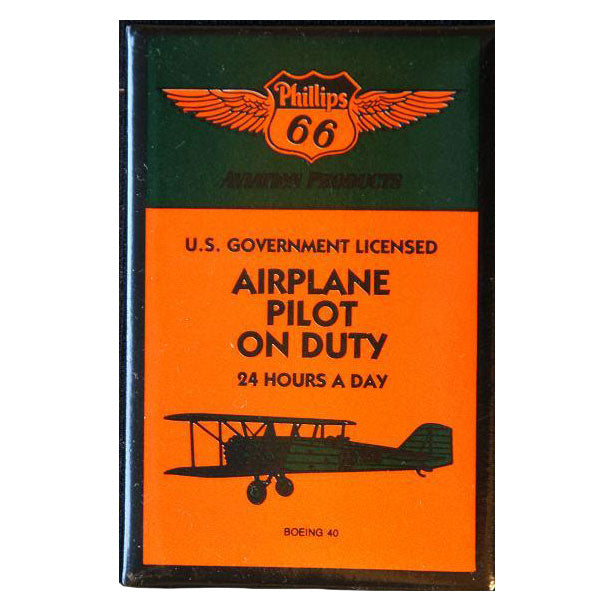 Phillips
66
AVIATION PRODUCTS
U.S. GOVERNMENT LICENSED
AIRPLANE
PILOT
ON DUTY
24 HOURS A DAY
BOEING 40